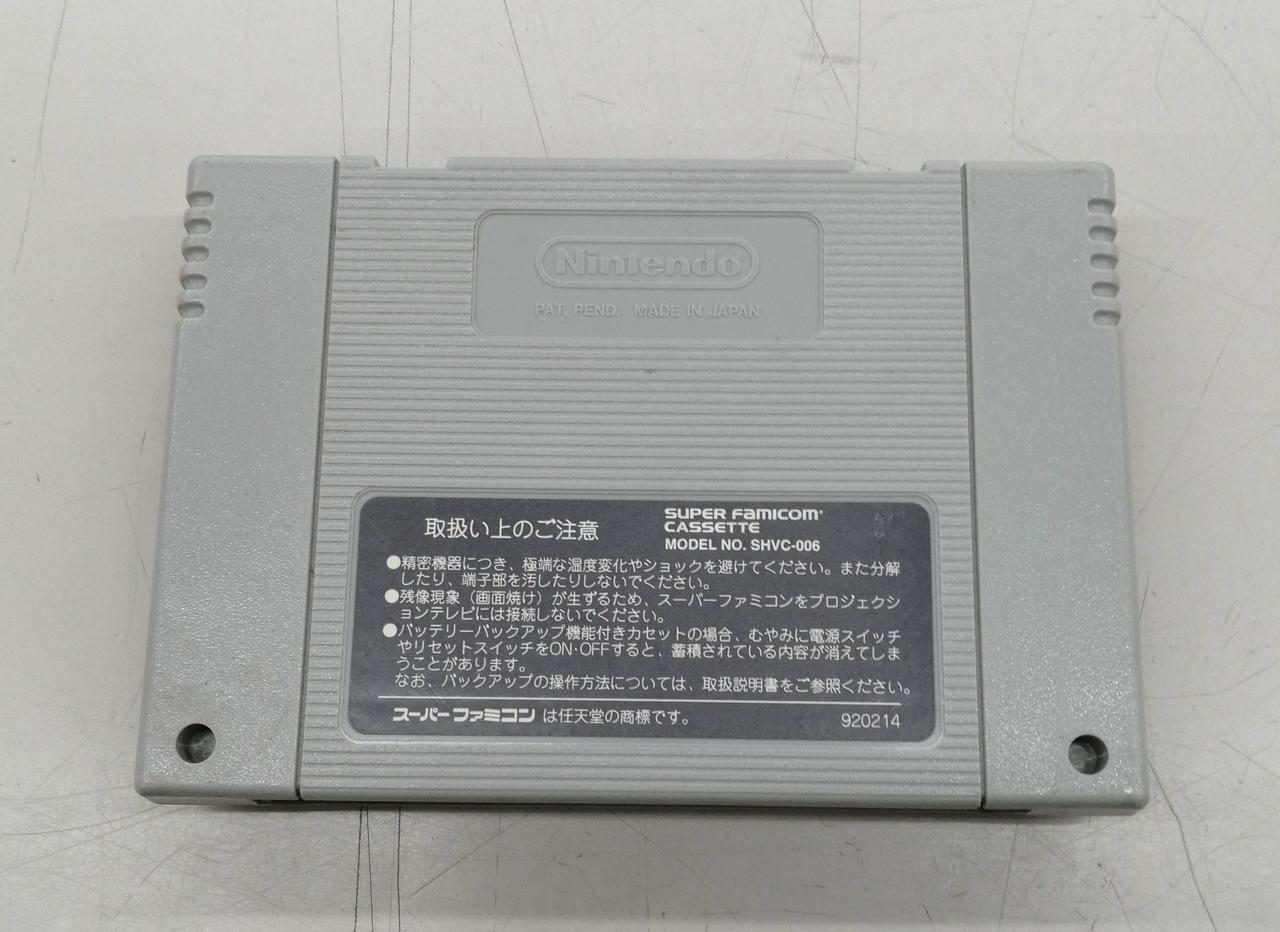 Nintendo
PAT. PEND. MADE IN JAPAN
取扱い上のご注意
SUPER FAMICOM®
CASSETTE
MODEL NO. SHVC-006
●精密機器につき、極端な温度変化やショックを避けてください。また分解
したり、端子部を汚したりしないでください。
●残像現象（画面焼け）が生ずるため、スーパーファミコンをプロジェクシ
ョンテレビには接続しないでください。
●バッテリーバックアップ機能付きカセットの場合、むやみに電源スイッチ
やリセットスイッチをON·OFFすると、蓄積されている内容が消えてしま
うことがあります。
なお、バックアップの操作方法については、取扱説明書をご参照ください。
スーパーファミコン は任天堂の商標です。
920214